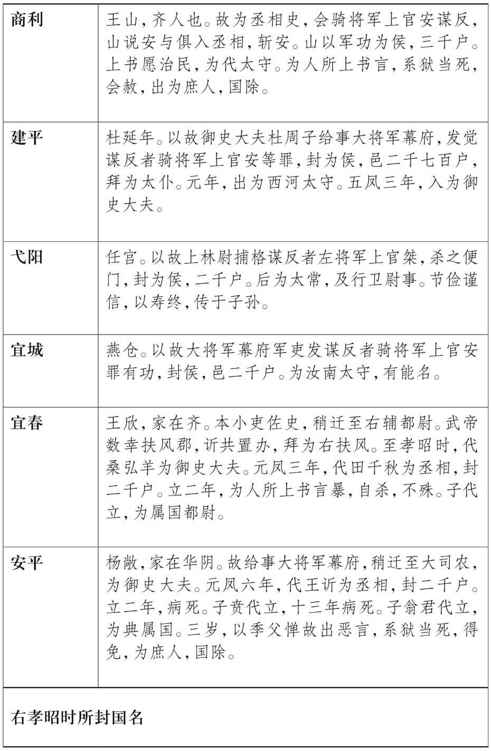 商利
王山，齐人也。故为丞相史，会骑将军上官安谋反，
山说安与俱入丞相，斩安。山以军功为侯，三千户。
上书愿治民，为代太守。为人所上书言，系狱当死，
会赦，出为庶人，国除。
建平
杜延年。以故御史大夫杜周子给事大将军幕府，发觉
谋反者骑将军上官安等罪，封为侯，邑二千七百户，
拜为太仆。元年，出为西河太守。五凤三年，入为御
史大夫。
弋阳
任宫。以故上林尉捕格谋反者左将军上官桀，杀之便
门，封为侯，二千户。后为太常，及行卫尉事。节俭谨
信，以寿终，传于子孙。
宜城
燕仓。以故大将军幕府军吏发谋反者骑将军上官安
罪有功，封侯，邑二千户。为汝南太守，有能名。
宜春
王欣，家在齐。本小吏佐史，稍迁至右辅都尉。武帝
数幸扶风郡，䜣共置办，拜为右扶风。至孝昭时，代
桑弘羊为御史大夫。元凤三年，代田千秋为丞相，封
二千户。立二年，为人所上书言暴，自杀，不殊。子代
立，为属国都尉。
安平
杨敞，家在华阴。故给事大将军幕府，稍迁至大司农，
为御史大夫。元凤六年，代王䜣为丞相，封二千户。
立二年，病死。子贲代立，十三年病死。子翁君代立，
为典属国。三岁，以季父恽故出恶言，系狱当死，得
免，为庶人，国除。
右孝昭时所封国名